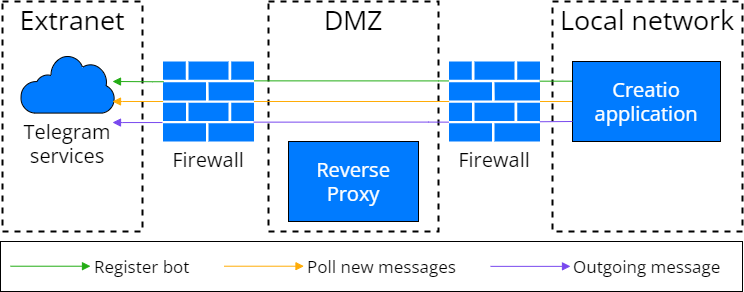 Extranet
DMZ
Local network
Telegram
services
Firewall
Reverse
Proxy
Firewall
Creatio
application
Register bot
Poll new messages
Outgoing message